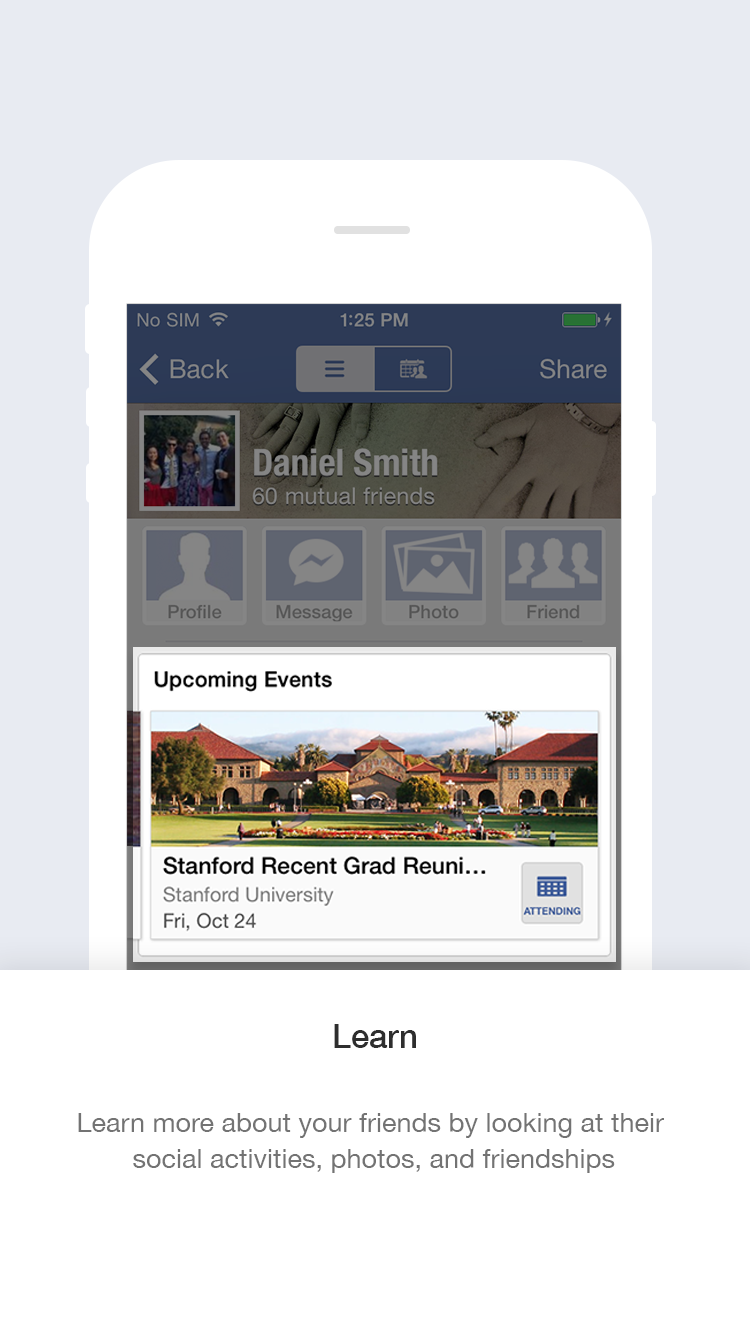 No SIM 1:25 PM
Back Share
Daniel Smith
60 mutual friends
Profile Message Photo Friend
Upcoming Events
Stanford Recent Grad Reuni...
Stanford University
Fri, Oct 24
ATTENDING
Learn
Learn more about your friends by looking at their
social activities, photos, and friendships